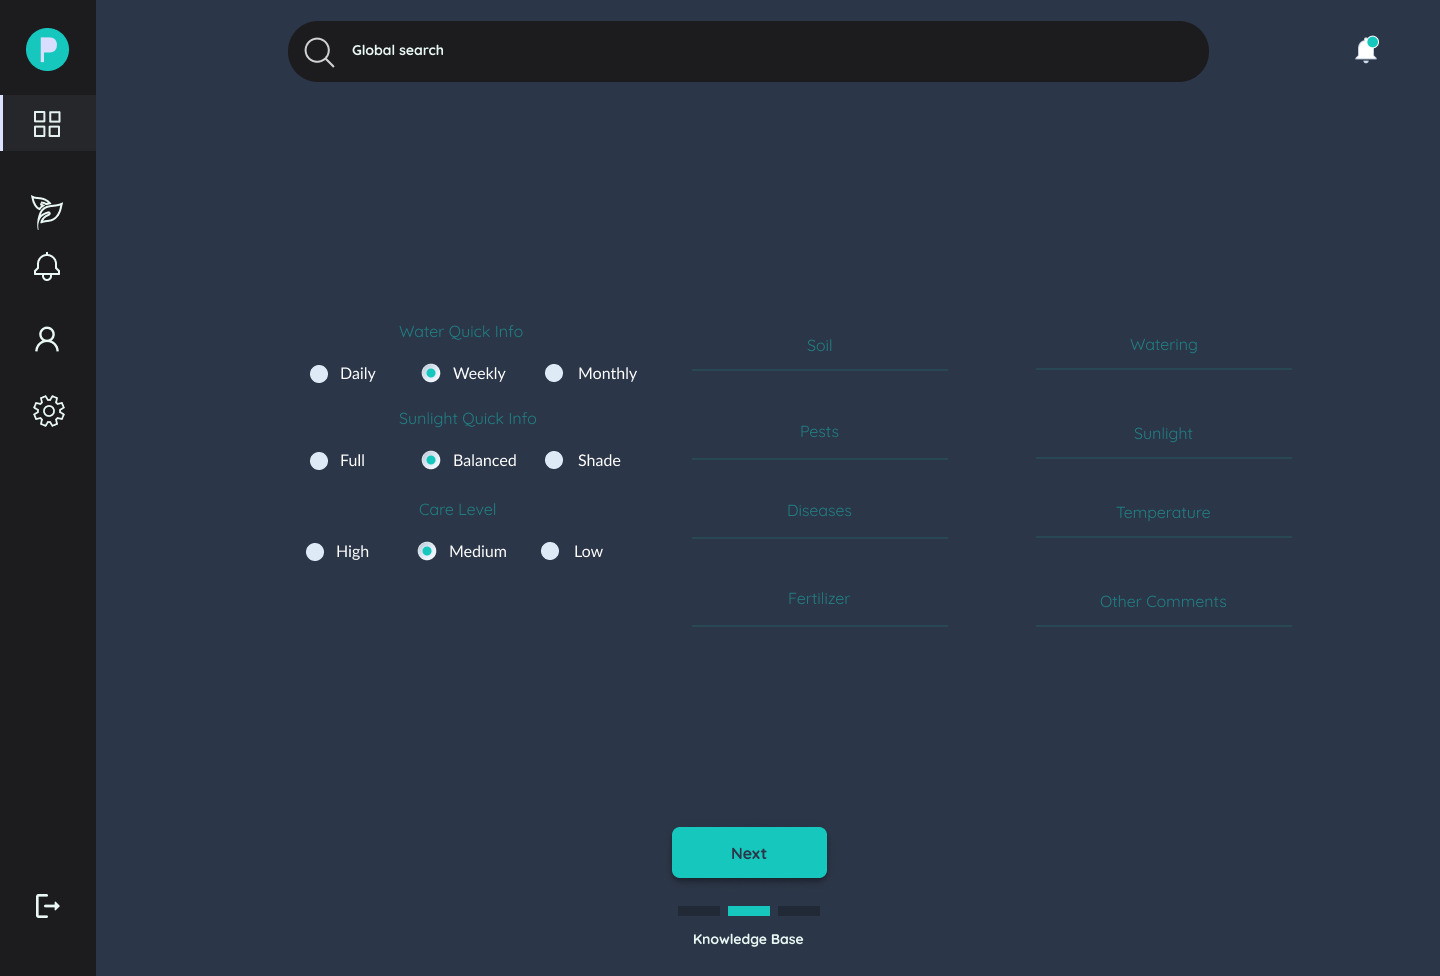 P
Global search
Water Quick Info
Daily Weekly Monthly
Sunlight Quick Info
Full Balanced Shade
Care Level
High Medium Low
Soil
Pests
Diseases
Fertilizer
Watering
Sunlight
Temperature
Other Comments
Next
Knowledge Base